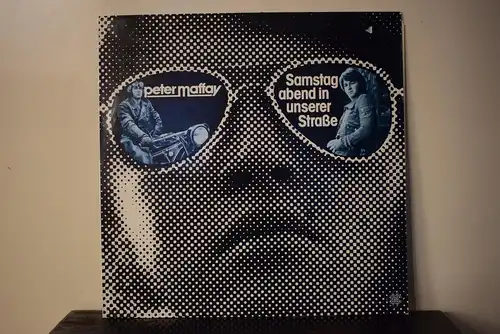 peter maffay
Samstag
abend in
unserer
Straße